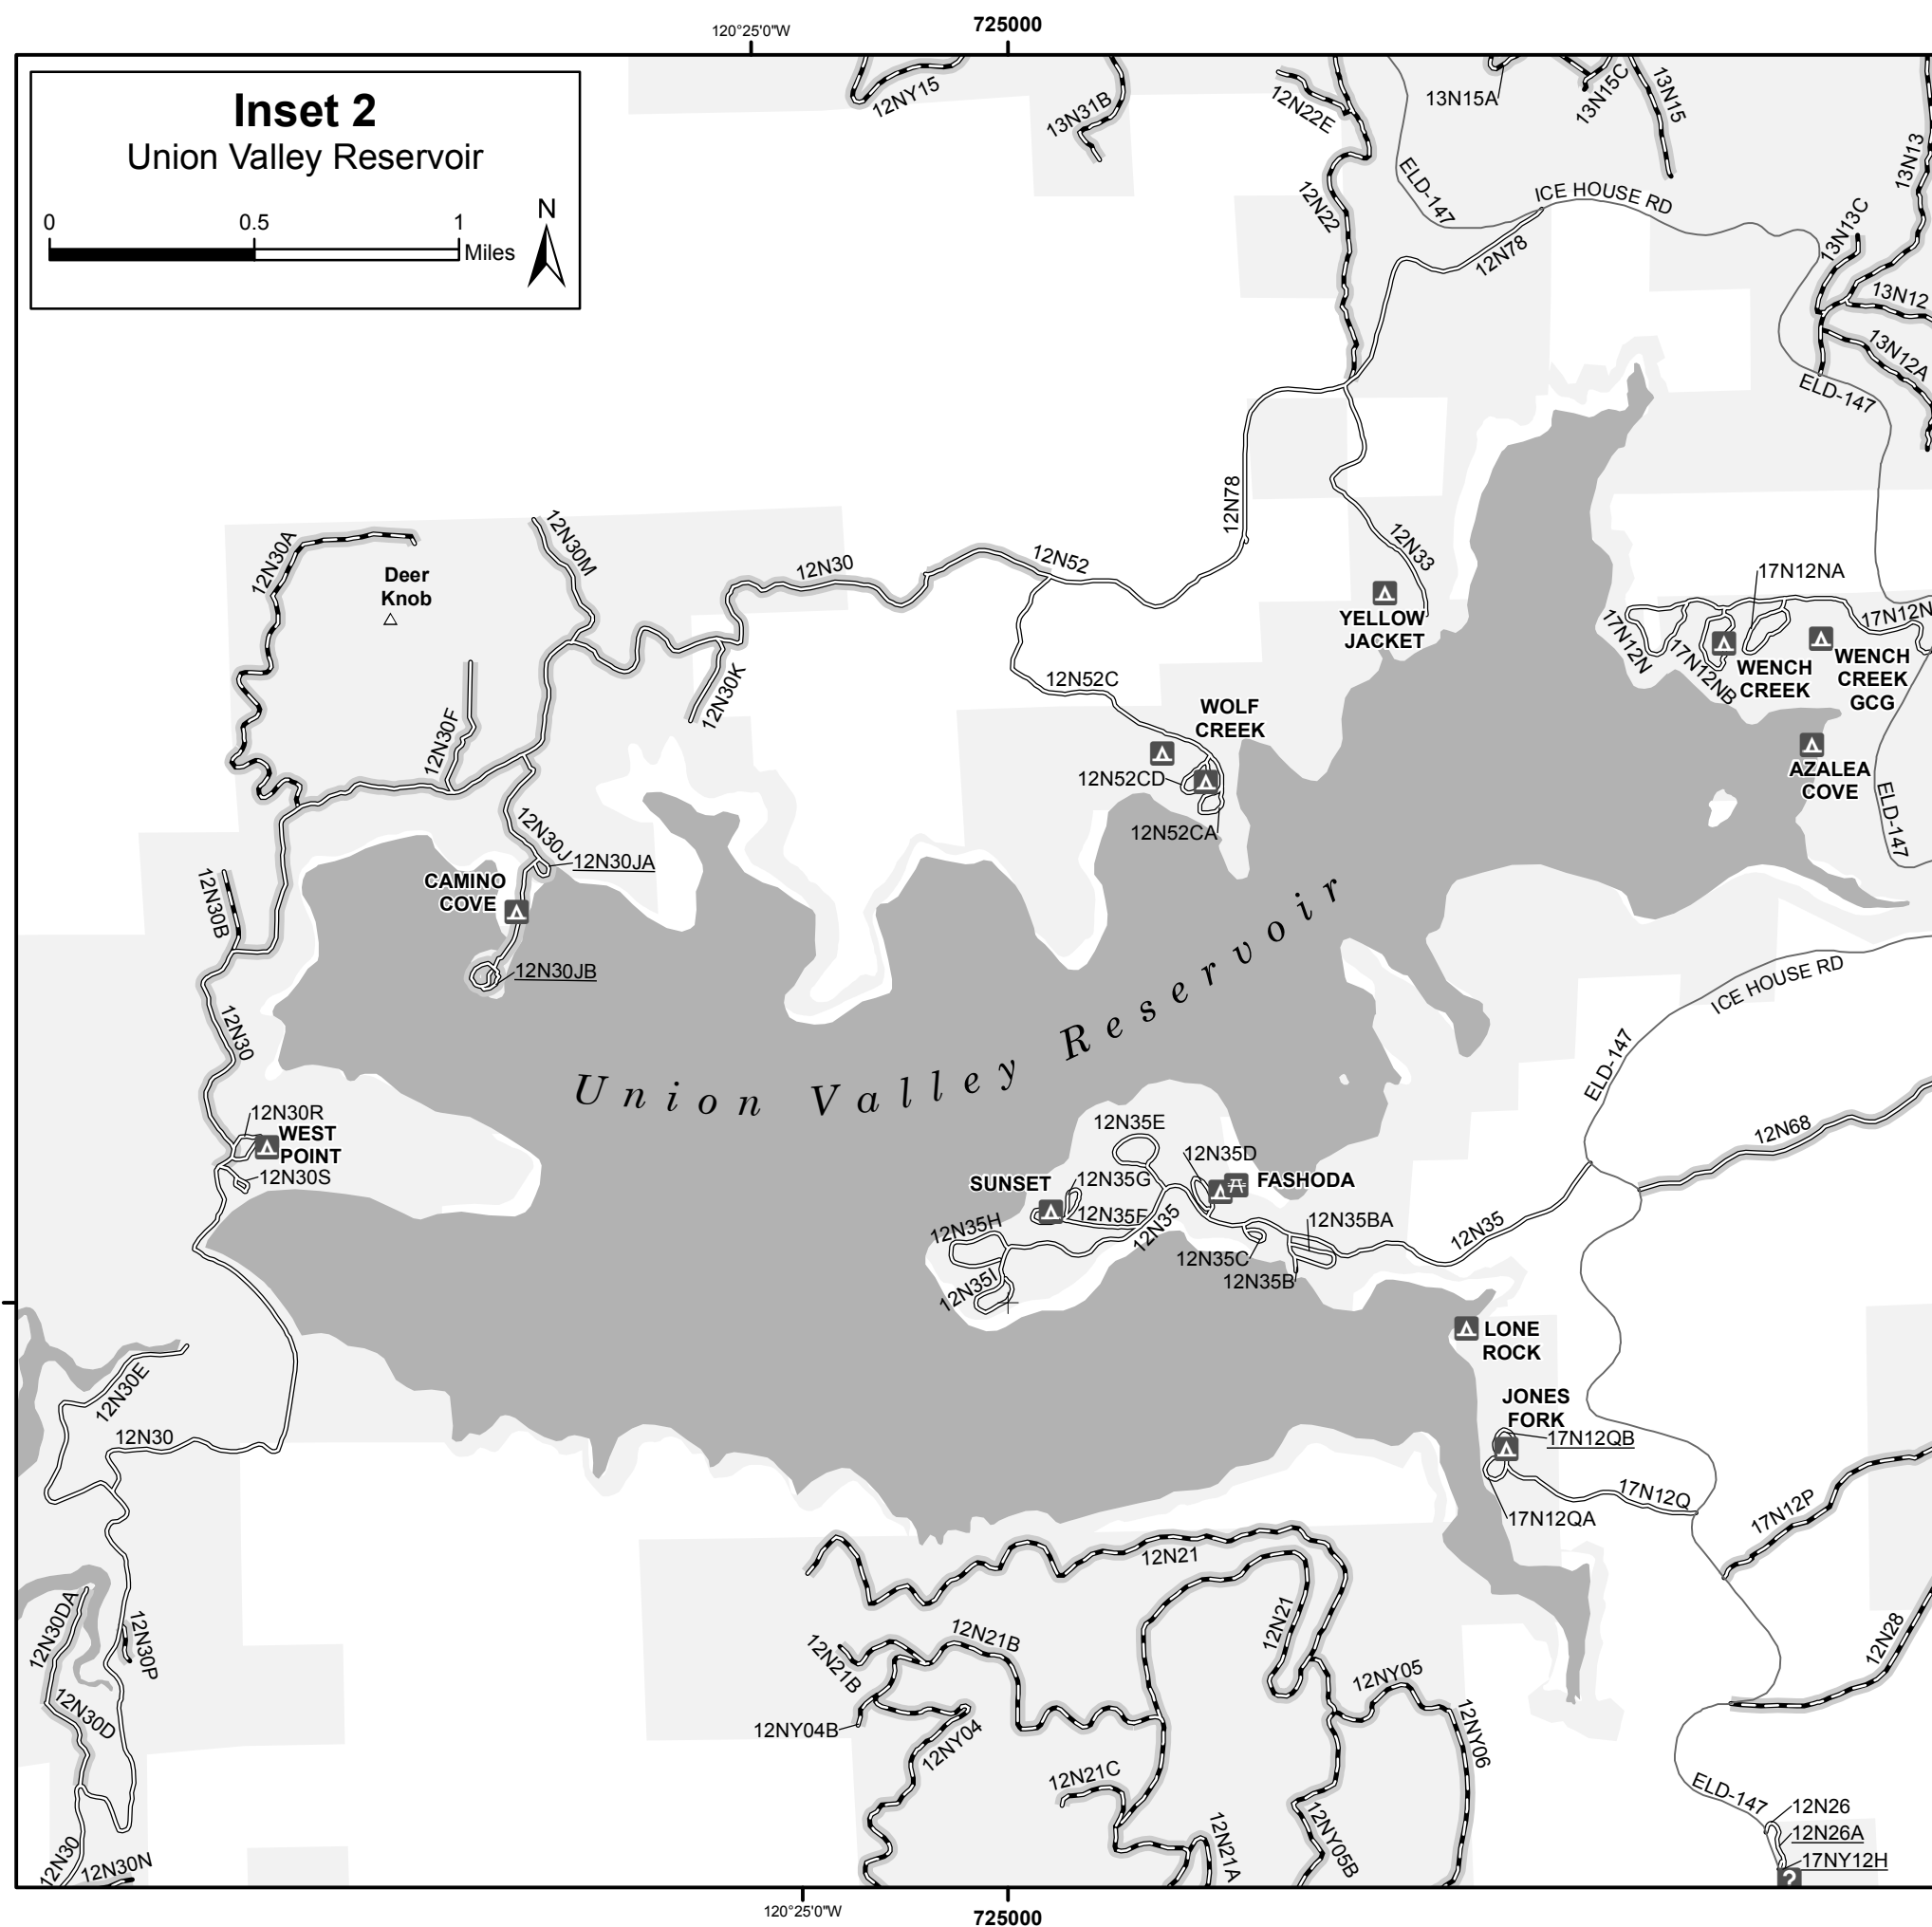 120°25'0"W
725000
Inset 2
Union Valley Reservoir
0 0.5 1
Miles
N
12NY15
13N31B
12N22E
12N22
ELD-147
ICE HOUSE RD
12N78
13N15A
13N15C
13N15
13N13
13N13C
13N12
13N12A
ELD-147
12N30A
Deer
Knob
12N30M
12N30
12N52
12N78
12N33
YELLOW
JACKET
17N12NA
17N12N
17N12N
17N12NB
WENCH
CREEK
WENCH
CREEK
GCG
AZALEA
COVE
ELD-147
12N30F
12N30K
12N52C
WOLF
CREEK
12N52CD
12N52CA
12N30J
12N30JA
CAMINO
COVE
12N30JB
12N30B
12N30
Union Valley Reservoir
ICE HOUSE RD
ELD-147
12N68
12N30R
WEST
POINT
12N30S
12N35E
12N35D
SUNSET
12N35G
FASHODA
12N35F
12N35
12N35H
12N35I
12N35C
12N35BA
12N35B
12N35
LONE
ROCK
JONES
FORK
17N12QB
17N12Q
17N12QA
17N12P
12N30E
12N30
12N30DA
12N30P
12N30D
12N30
12N30N
12N21
12N21
12N21B
12N21B
12NY04B
12NY04
12N21C
12N21A
12NY05
12NY06
12NY05B
12N28
ELD-147
12N26
12N26A
17NY12H
?
120°25'0"W
725000